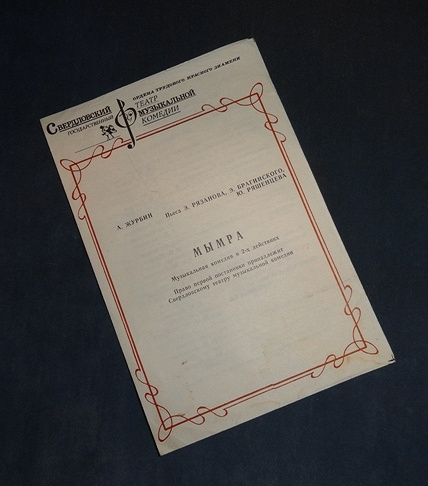 ОРДЕНА ТРУДОВОГО КРАСНОГО ЗНАМЕНИ
СВЕРДЛОВСКИЙ ТЕАТР
ГОСУДАРСТВЕННЫЙ МУЗЫКАЛЬНОЙ
КОМЕДИИ
А. ЖУРБИН Пьеса Э. РЯЗАНОВА, Э. БРАГИНСКОГО,
Ю. РЯШЕНЦЕВА
МЫМРА
Музыкальная комедия в 2-х действиях
Право первой постановки принадлежит
Свердловскому театру музыкальной комедии